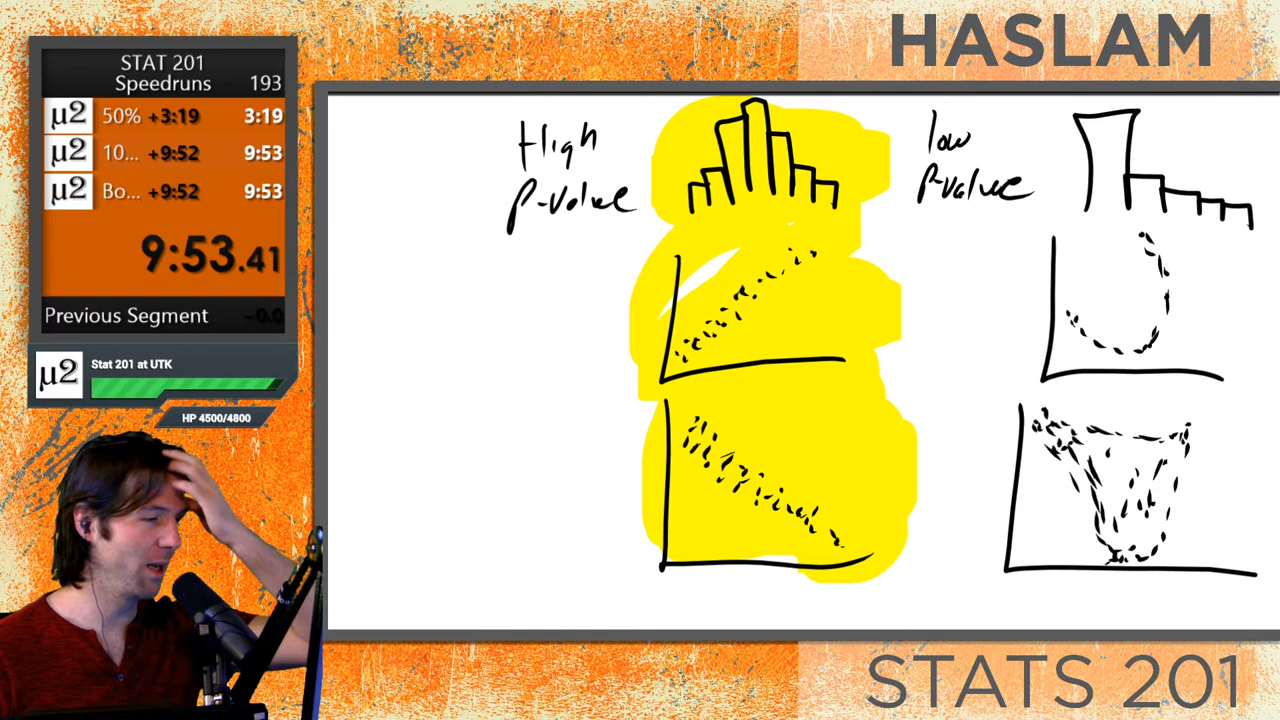 HASLAM
STAT 201
Speedruns 193
μ2 50% +3:19 3:19
μ2 10... +9:52 9:53
μ2 Bo... +9:52 9:53
9:53.41
Previous Segment -0.0
μ2 Stat 201 at UTK
HP 4500/4800
High
P-value
low
P-value
STATS 201